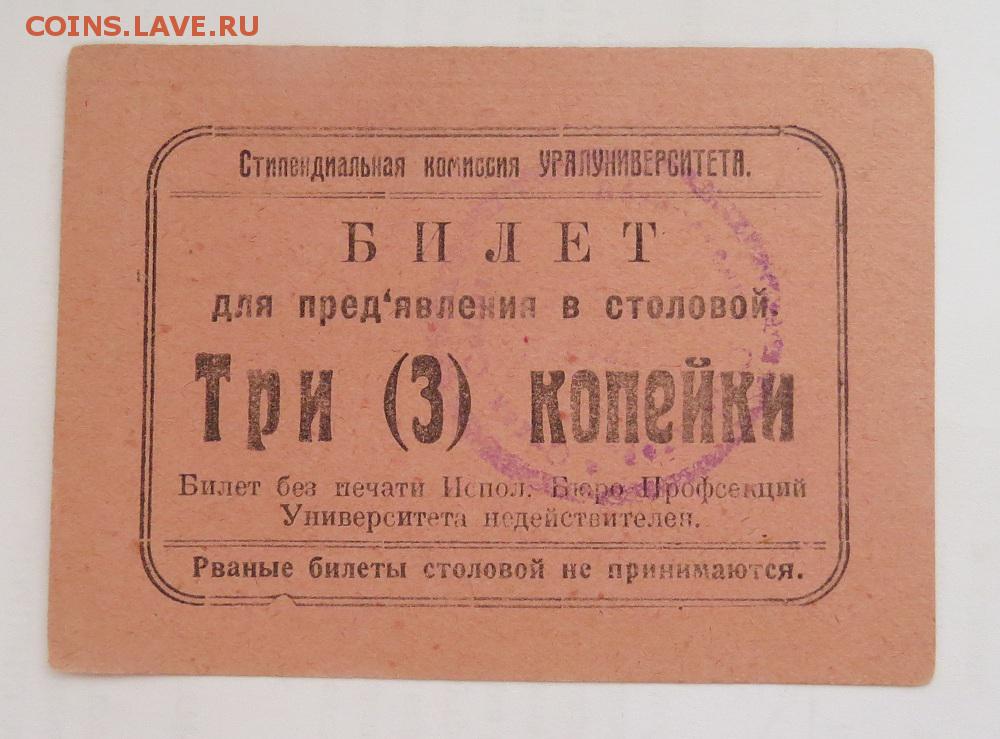 COINS.LAVE.RU
Стипендиальная комиссия УРАЛУНИВЕРСИТЕТА.
БИЛЕТ
для пред‘явления в столовой.
Три (3) копейки
Билет без печати Испол. Бюро Профсекций
Университета недействителен.
Рваные билеты столовой не принимаются.